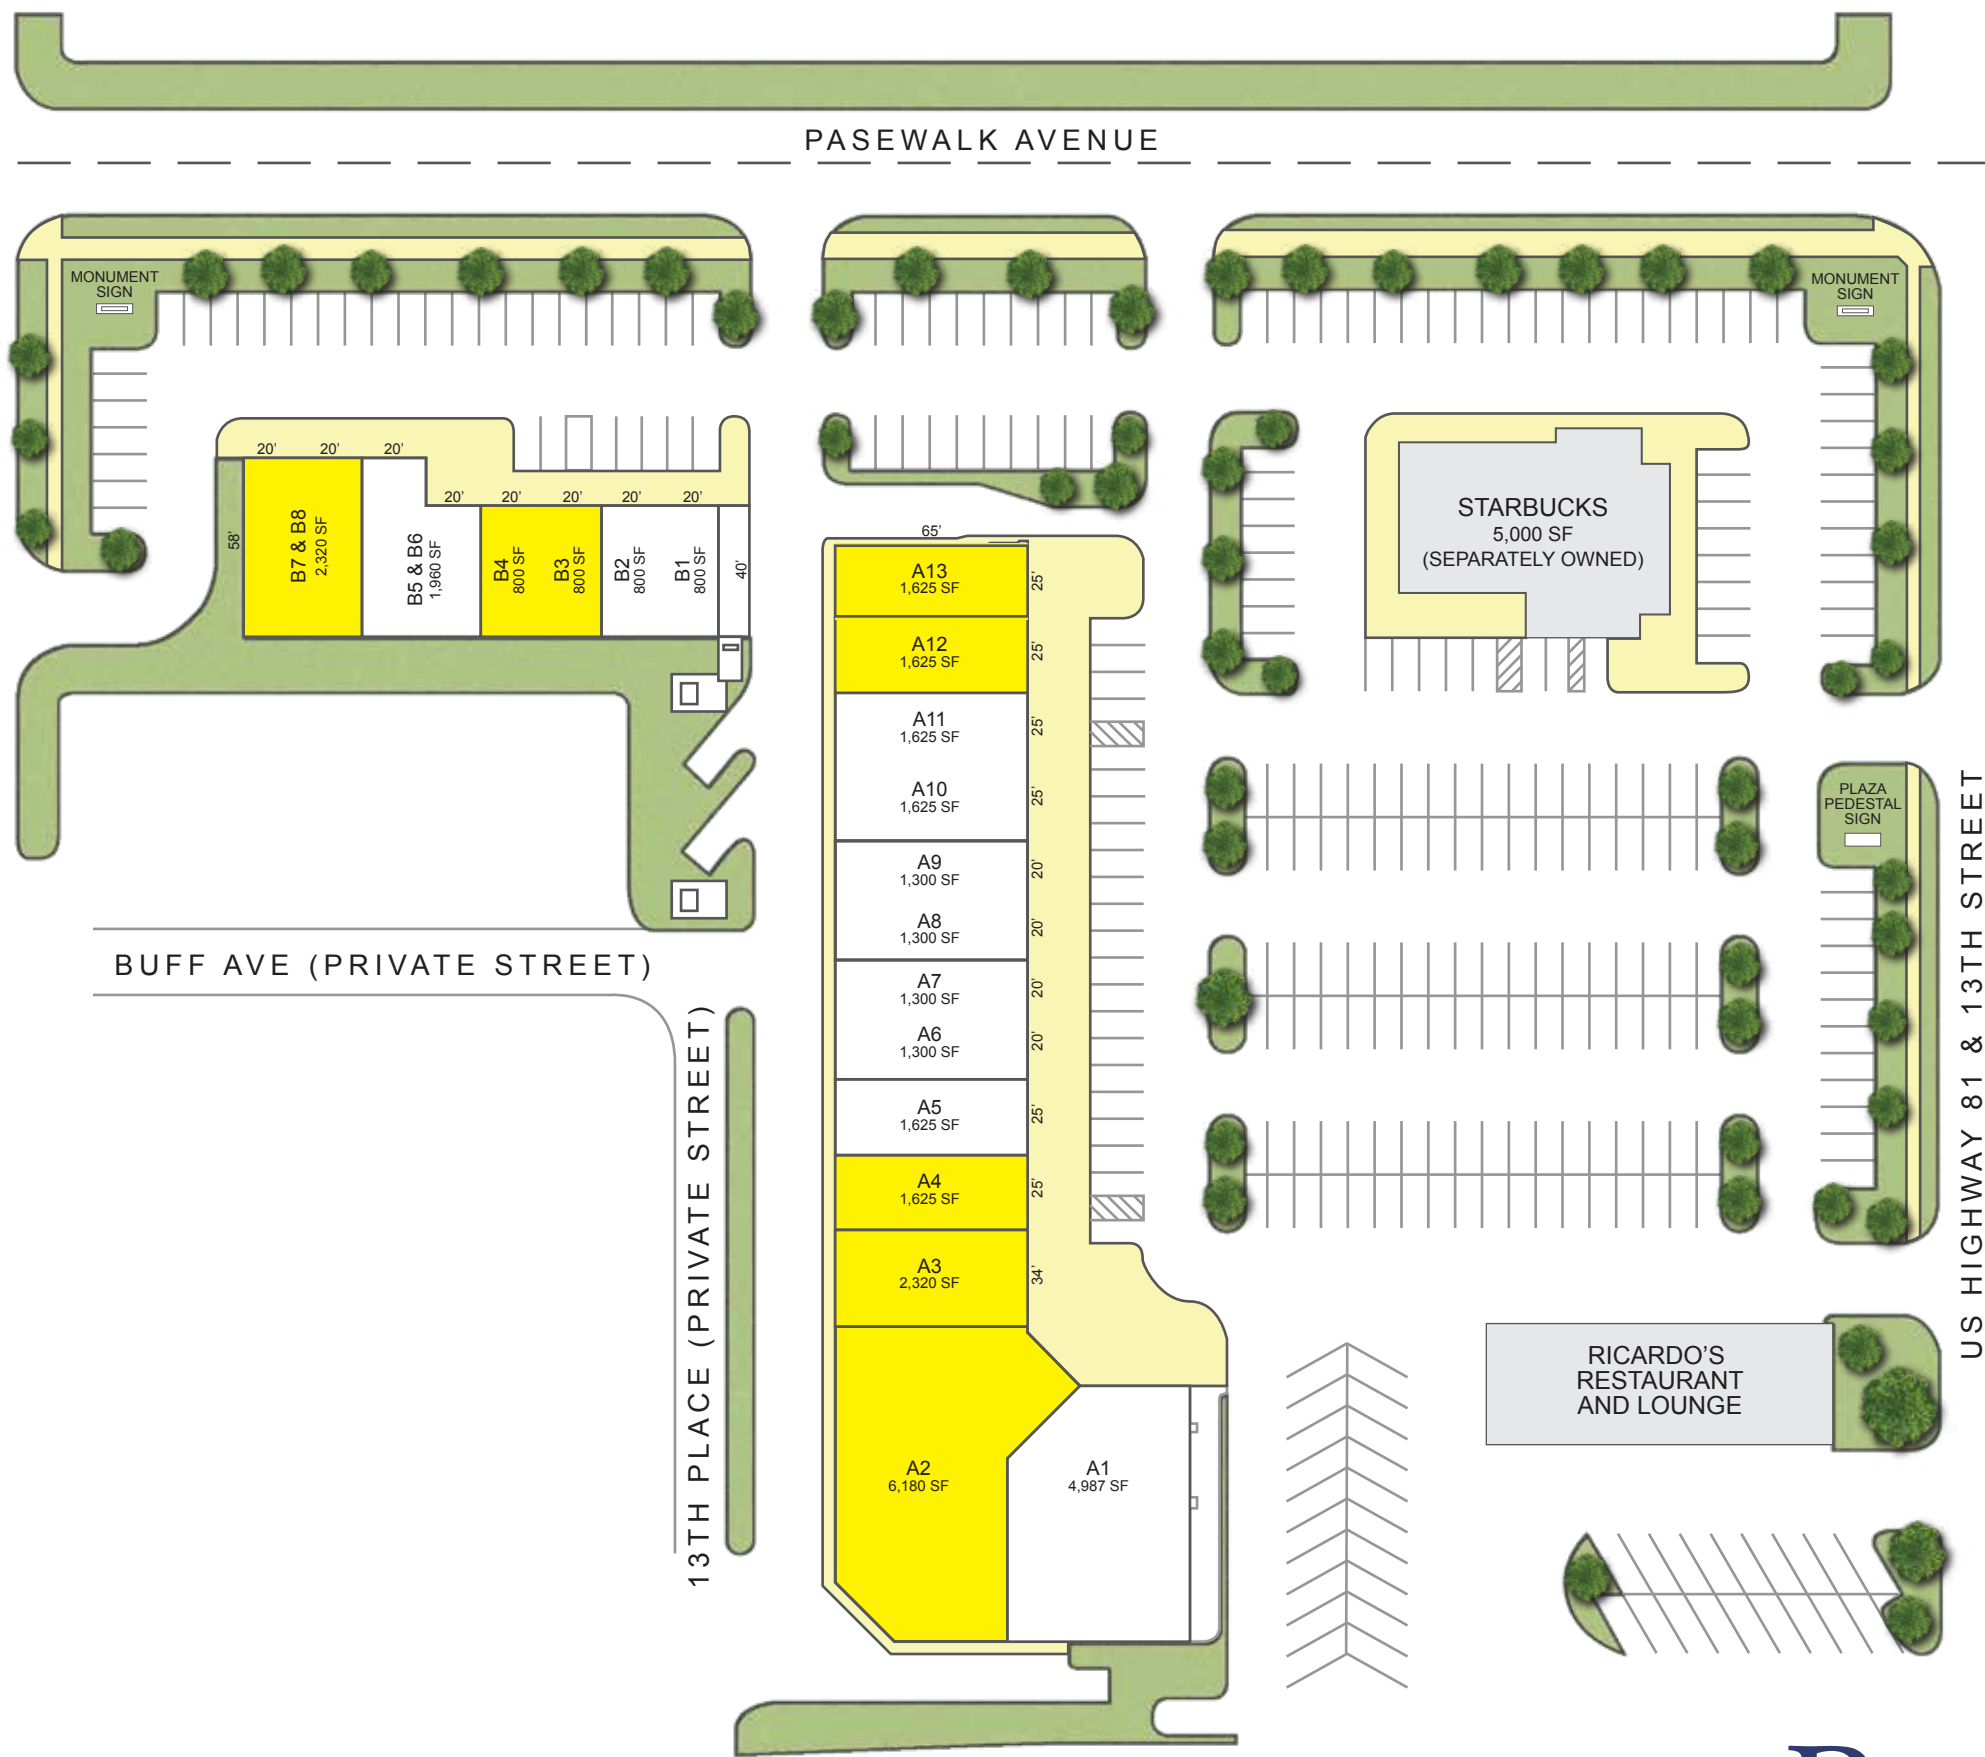 PASEWALK AVENUE
MONUMENT
SIGN
MONUMENT
SIGN
20'
20'
20'
20'
20'
20'
20'
20'
58'
B7 & B8
2,320 SF
B5 & B6
1,960 SF
B4
800 SF
B3
800 SF
B2
800 SF
B1
800 SF
40'
STARBUCKS
5,000 SF
(SEPARATELY OWNED)
65'
A13
1,625 SF
25'
A12
1,625 SF
25'
A11
1,625 SF
25'
A10
1,625 SF
25'
A9
1,300 SF
20'
A8
1,300 SF
20'
A7
1,300 SF
20'
A6
1,300 SF
20'
A5
1,625 SF
25'
A4
1,625 SF
25'
A3
2,320 SF
34'
A2
6,180 SF
A1
4,987 SF
PLAZA
PEDESTAL
SIGN
US HIGHWAY 81 & 13TH STREET
BUFF AVE (PRIVATE STREET)
13TH PLACE (PRIVATE STREET)
RICARDO'S
RESTAURANT
AND LOUNGE